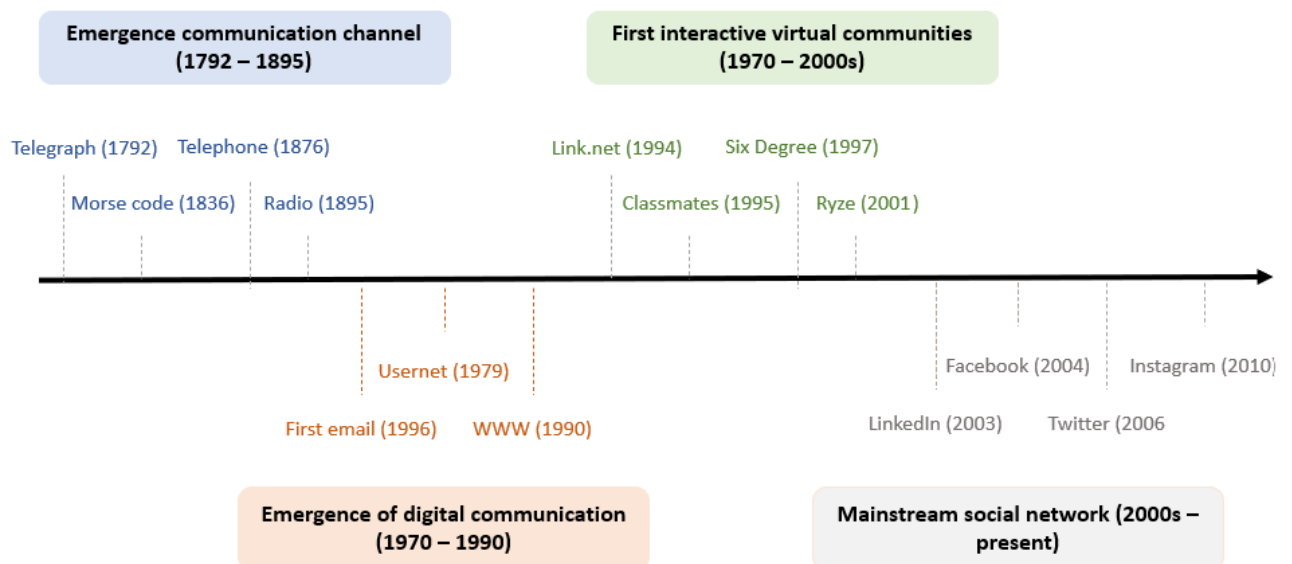 Emergence communication channel
(1792 – 1895)
First interactive virtual communities
(1970 – 2000s)
Telegraph (1792)
Telephone (1876)
Link.net (1994)
Six Degree (1997)
Morse code (1836)
Radio (1895)
Classmates (1995)
Ryze (2001)
Usernet (1979)
Facebook (2004)
Instagram (2010)
First email (1996)
WWW (1990)
LinkedIn (2003)
Twitter (2006
Emergence of digital communication
(1970 – 1990)
Mainstream social network (2000s –
present)